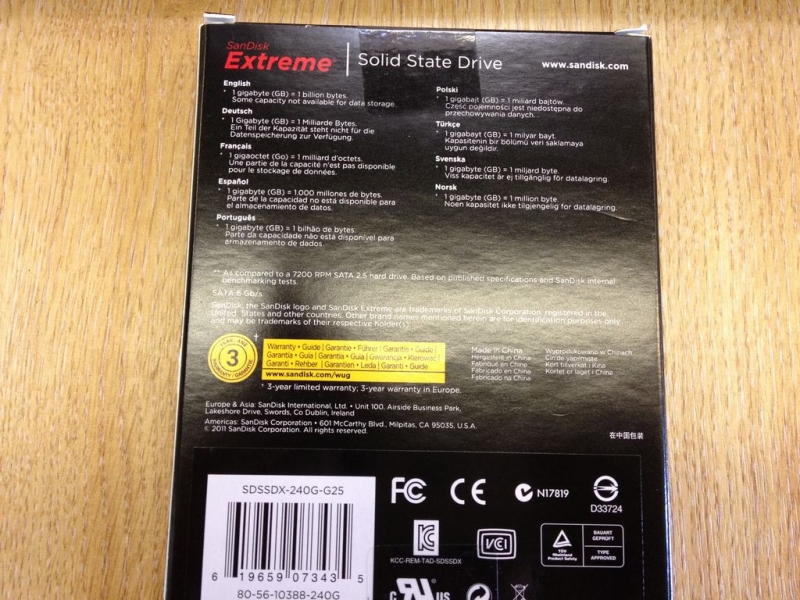 SanDisk
Extreme
Solid State Drive
www.sandisk.com
English
* 1 gigabyte (GB) = 1 billion bytes.
Some capacity not available for data storage.
Deutsch
* 1 Gigabyte (GB) = 1 Milliarde Bytes.
Ein Teil der Kapazität steht nicht für die
Datenspeicherung zur Verfügung.
Français
* 1 gigaoctet (Go) = 1 milliard d'octets.
Une partie de la capacité n'est pas disponible
pour le stockage de données.
Español
* 1 gigabyte (GB) = 1.000 millones de bytes.
Parte de la capacidad no está disponible para
el almacenamiento de datos.
Português
* 1 gigabyte (GB) = 1 bilhão de bytes.
Parte da capacidade não está disponível para
armazenamento de dados.
Polski
* 1 gigabajt (GB) = 1 miliard bajtów.
Część pojemności jest niedostępna do
przechowywania danych.
Türkçe
* 1 gigabayt (GB) = 1 milyar bayt.
Kapasitenin bir bölümü veri saklamaya
uygun değildir.
Svenska
* 1 gigabyte (GB) = 1 miljard byte.
Viss kapacitet är ej tillgänglig för datalagring.
Norsk
* 1 gigabyte (GB) = 1 million byte.
Noen kapasitet ikke tilgjengelig for datalagring.
** As compared to a 7200 RPM SATA 2.5 hard drive. Based on published specifications and SanDisk internal
benchmarking tests.
SATA 6 Gb/s
SanDisk, the SanDisk logo and SanDisk Extreme are trademarks of SanDisk Corporation, registered in the
United States and other countries. Other brand names mentioned herein are for identification purposes only
and may be trademarks of their respective holder(s).
3
†
Warranty • Guide | Garantie • Führer | Garantie • Guide |
Garantía • Guía | Garantia • Guia | Gwarancja • Kierować |
Garanti • Rehber | Garantien • Leda | Garanti • Guide
www.sandisk.com/wug
† 3-year limited warranty; 3-year warranty in Europe.
Made in China
Hergestellt in China
Produit en Chine
Fabricado en China
Fabricado na China
Wyprodukowano w Chinach
Çin'de yapılmıştır
Kort tillverkat i Kina
Kortet er laget i China
Europe & Asia: SanDisk International, Ltd. • Unit 100, Airside Business Park,
Lakeshore Drive, Swords, Co Dublin, Ireland
Americas: SanDisk Corporation • 601 McCarthy Blvd., Milpitas, CA 95035, U.S.A.
© 2011 SanDisk Corporation. All rights reserved.
在中国包装
SDSSDX-240G-G25
6 19659 07343 5
80-56-10388-240G
FC
CE
N17819
D33724
KCC-REM-TAD-SDSSDX
VCI
TÜV
Rheinland
Product Safety
BAUART
GEPRÜFT
TYPE
APPROVED
c RU US